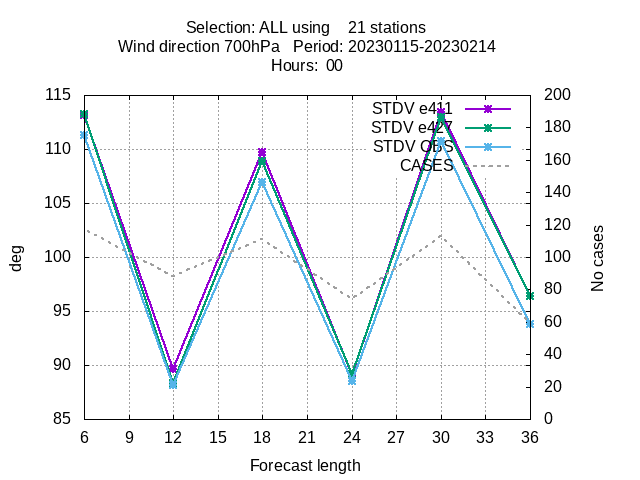 Selection: ALL using 21 stations
Wind direction 700hPa Period: 20230115-20230214
Hours: 00
115
110
105
100
95
90
85
deg
200
180
160
140
120
100
80
60
40
20
0
No cases
STDV e411
STDV e427
STDV OBS
CASES
6 9 12 15 18 21 24 27 30 33 36
Forecast length